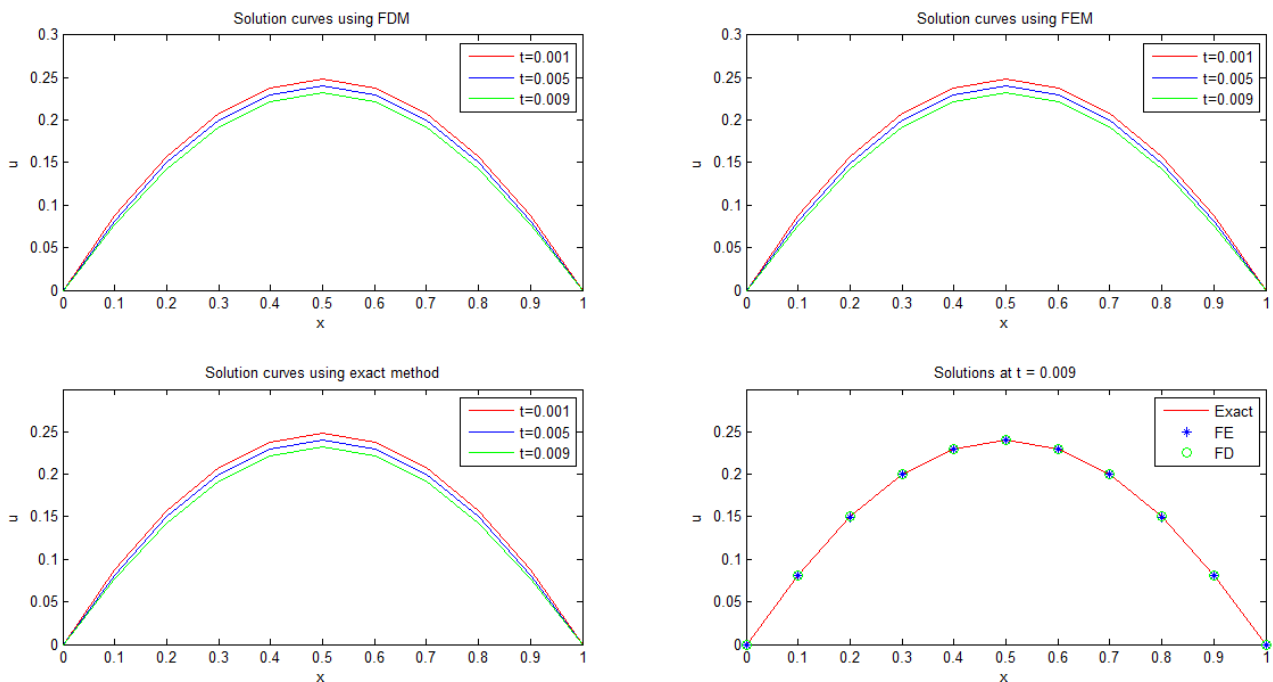 Solution curves using FDM
0.3
0.25
0.2
0.15
0.1
0.05
0
u
t=0.001
t=0.005
t=0.009
0 0.1 0.2 0.3 0.4 0.5 0.6 0.7 0.8 0.9 1
x
Solution curves using FEM
0.3
0.25
0.2
0.15
0.1
0.05
0
u
t=0.001
t=0.005
t=0.009
0 0.1 0.2 0.3 0.4 0.5 0.6 0.7 0.8 0.9 1
x
Solution curves using exact method
0.25
0.2
0.15
0.1
0.05
0
u
t=0.001
t=0.005
t=0.009
0 0.1 0.2 0.3 0.4 0.5 0.6 0.7 0.8 0.9 1
x
Solutions at t = 0.009
0.25
0.2
0.15
0.1
0.05
0
u
Exact
FE
FD
0 0.1 0.2 0.3 0.4 0.5 0.6 0.7 0.8 0.9 1
x